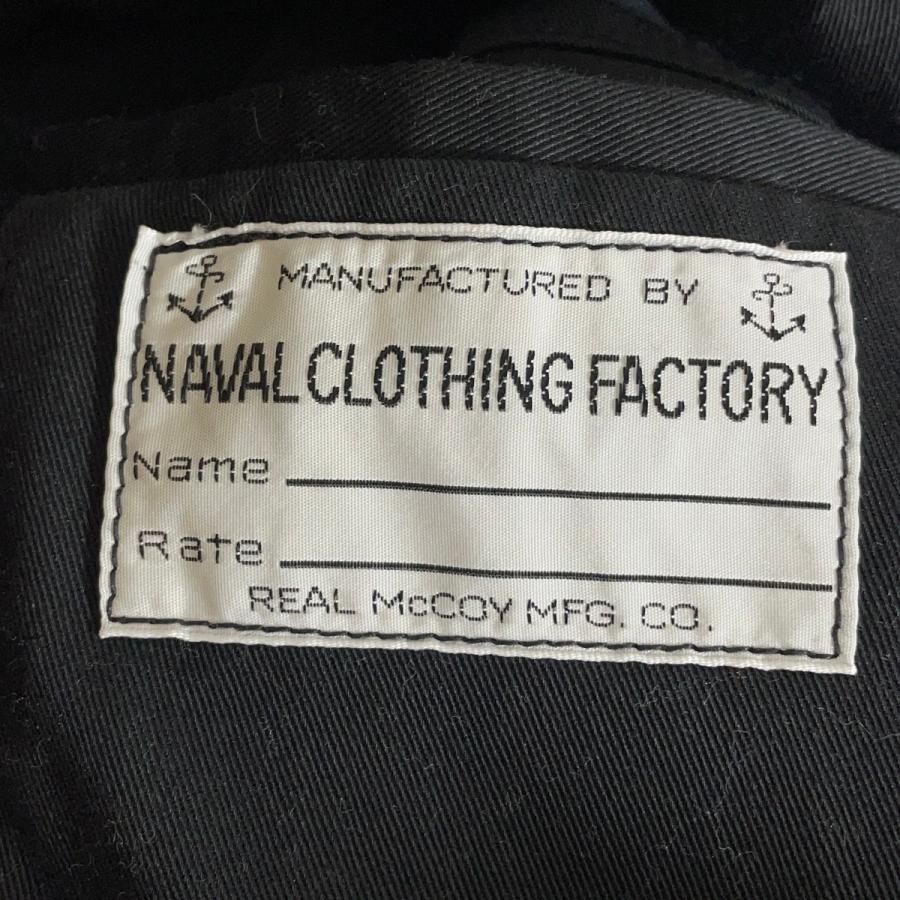 MANUFACTURED BY
NAVAL CLOTHING FACTORY
Name
Rate
REAL McCOY MFG. CO.